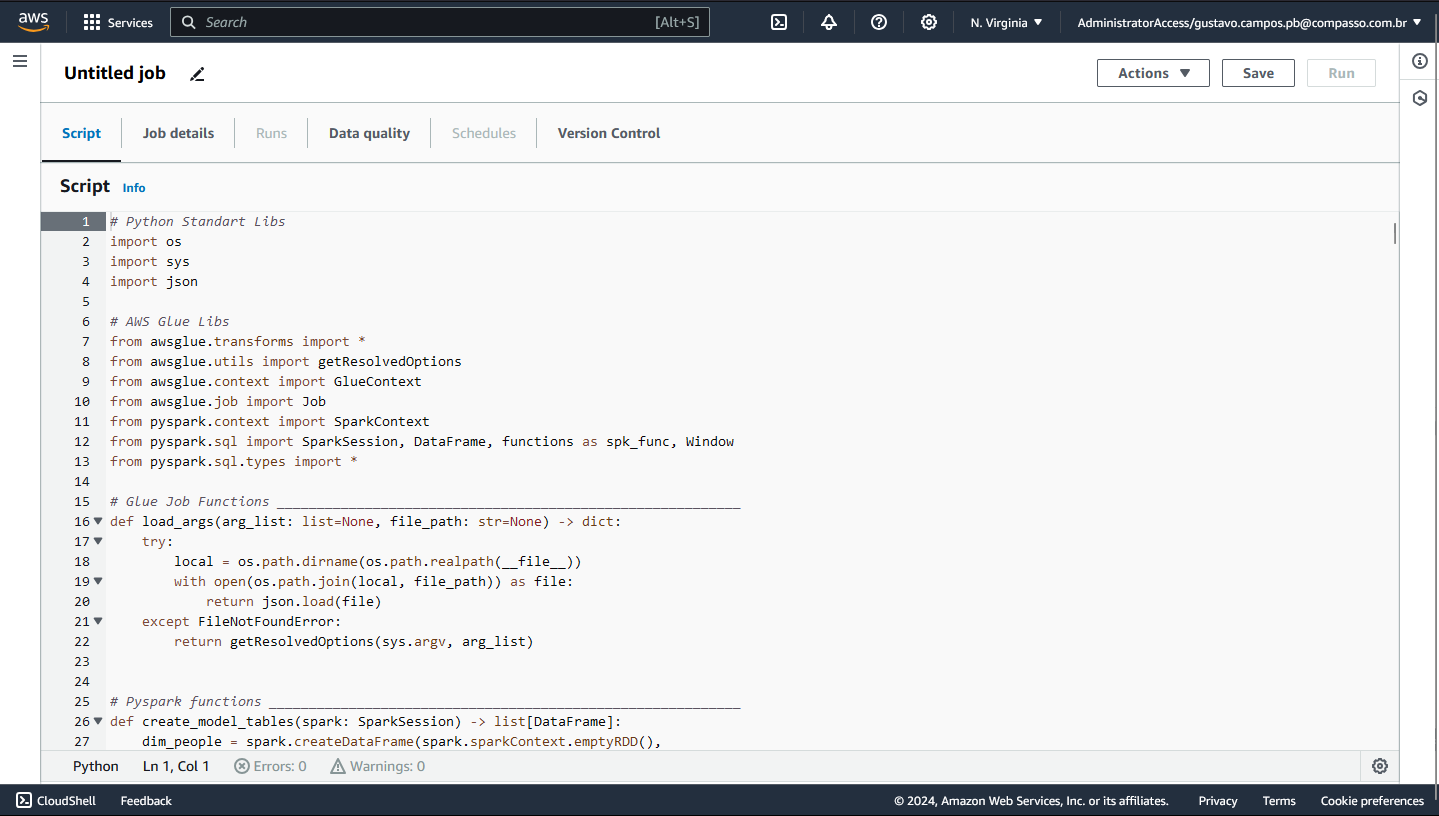 aws Services Search [Alt+S] N. Virginia AdministratorAccess/gustavo.campos.pb@compasso.com.br
Untitled job Actions Save Run
Script Job details Runs Data quality Schedules Version Control
Script Info
1 # Python Standart Libs
2 import os
3 import sys
4 import json
5
6 # AWS Glue Libs
7 from awsglue.transforms import *
8 from awsglue.utils import getResolvedOptions
9 from awsglue.context import GlueContext
10 from awsglue.job import Job
11 from pyspark.context import SparkContext
12 from pyspark.sql import SparkSession, DataFrame, functions as spk_func, Window
13 from pyspark.sql.types import *
14
15 # Glue Job Functions __________________________________________________________
16 def load_args(arg_list: list=None, file_path: str=None) -> dict:
17     try:
18         local = os.path.dirname(os.path.realpath(__file__))
19         with open(os.path.join(local, file_path)) as file:
20             return json.load(file)
21     except FileNotFoundError:
22         return getResolvedOptions(sys.argv, arg_list)
23
24
25 # Pyspark functions ___________________________________________________________
26 def create_model_tables(spark: SparkSession) -> list[DataFrame]:
27     dim_people = spark.createDataFrame(spark.sparkContext.emptyRDD(),
Python Ln 1, Col 1 Errors: 0 Warnings: 0
CloudShell Feedback © 2024, Amazon Web Services, Inc. or its affiliates. Privacy Terms Cookie preferences